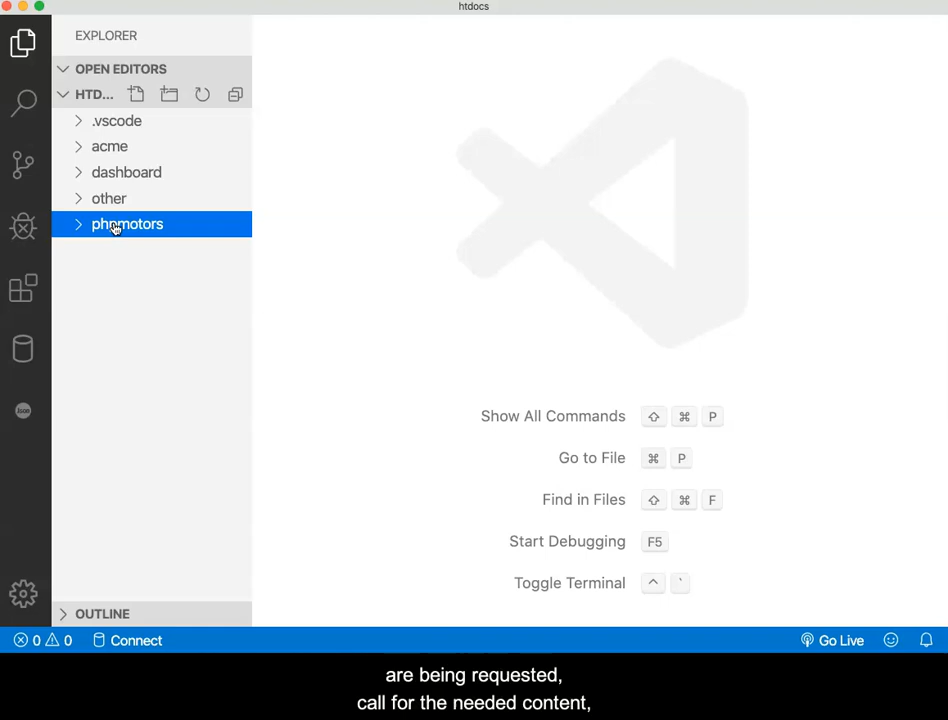 htdocs
EXPLORER
OPEN EDITORS
HTD...
.vscode
acme
dashboard
other
phpmotors
Show All Commands ⇧ ⌘ P
Go to File ⌘ P
Find in Files ⇧ ⌘ F
Start Debugging F5
Toggle Terminal ^ `
OUTLINE
0 0 Connect Go Live
Json
are being requested,
call for the needed content,